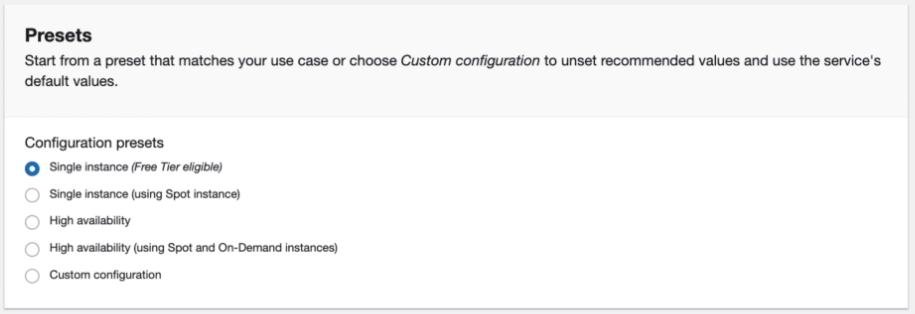 Presets
Start from a preset that matches your use case or choose Custom configuration to unset recommended values and use the service's
default values.
Configuration presets
Single instance (Free Tier eligible)
Single instance (using Spot instance)
High availability
High availability (using Spot and On-Demand instances)
Custom configuration